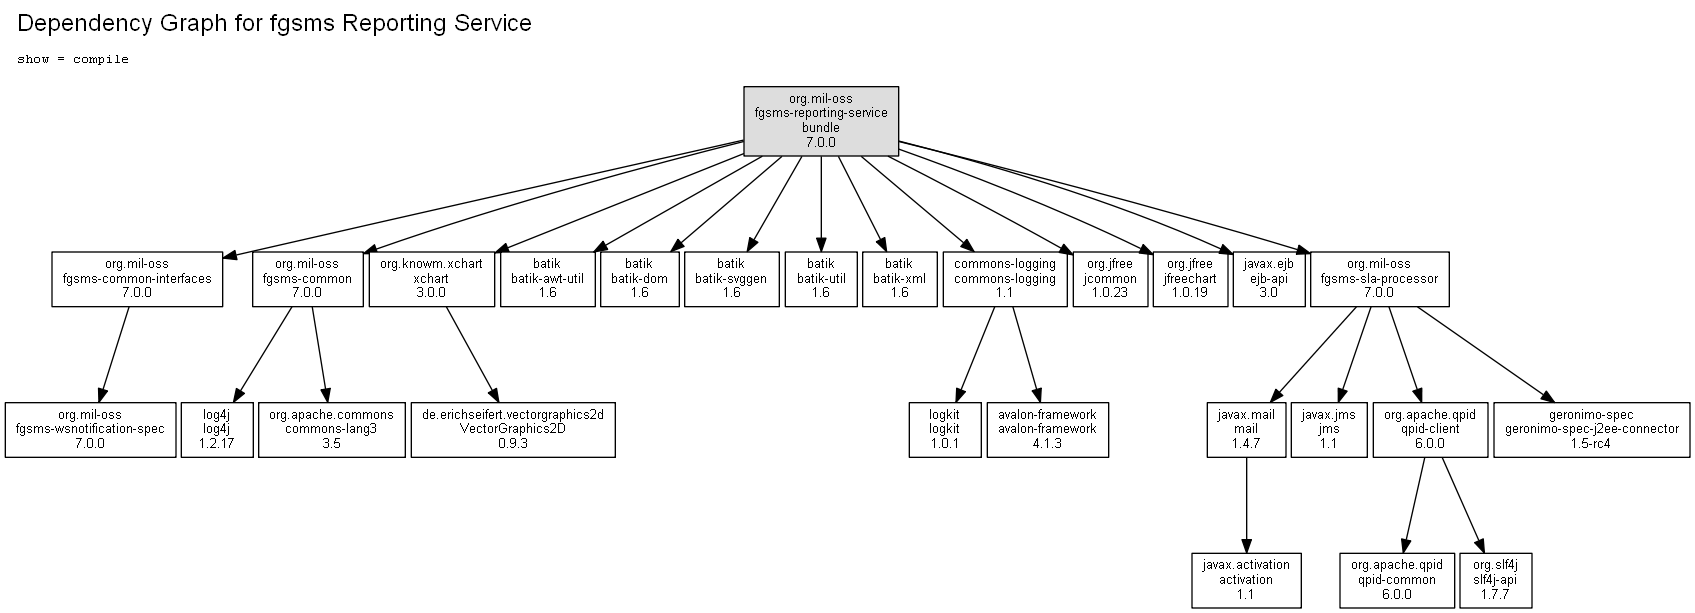 Dependency Graph for fgsms Reporting Service
show = compile
org.mil-oss
fgsms-reporting-service
bundle
7.0.0
org.mil-oss
fgsms-common-interfaces
7.0.0
org.mil-oss
fgsms-common
7.0.0
org.knowm.xchart
xchart
3.0.0
batik
batik-awt-util
1.6
batik
batik-dom
1.6
batik
batik-svggen
1.6
batik
batik-util
1.6
batik
batik-xml
1.6
commons-logging
commons-logging
1.1
org.jfree
jcommon
1.0.23
org.jfree
jfreechart
1.0.19
javax.ejb
ejb-api
3.0
org.mil-oss
fgsms-sla-processor
7.0.0
org.mil-oss
fgsms-wsnotification-spec
7.0.0
log4j
log4j
1.2.17
org.apache.commons
commons-lang3
3.5
de.erichseifert.vectorgraphics2d
VectorGraphics2D
0.9.3
logkit
logkit
1.0.1
avalon-framework
avalon-framework
4.1.3
javax.mail
mail
1.4.7
javax.jms
jms
1.1
org.apache.qpid
qpid-client
6.0.0
geronimo-spec
geronimo-spec-j2ee-connector
1.5-rc4
javax.activation
activation
1.1
org.apache.qpid
qpid-common
6.0.0
org.slf4j
slf4j-api
1.7.7